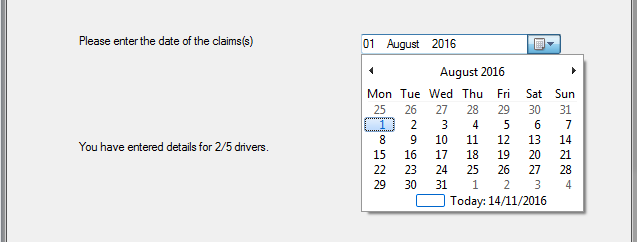 Please enter the date of the claims(s)
01 August 2016
August 2016
Mon Tue Wed Thu Fri Sat Sun
25 26 27 28 29 30 31
1 2 3 4 5 6 7
8 9 10 11 12 13 14
15 16 17 18 19 20 21
22 23 24 25 26 27 28
29 30 31 1 2 3 4
Today: 14/11/2016
You have entered details for 2/5 drivers.